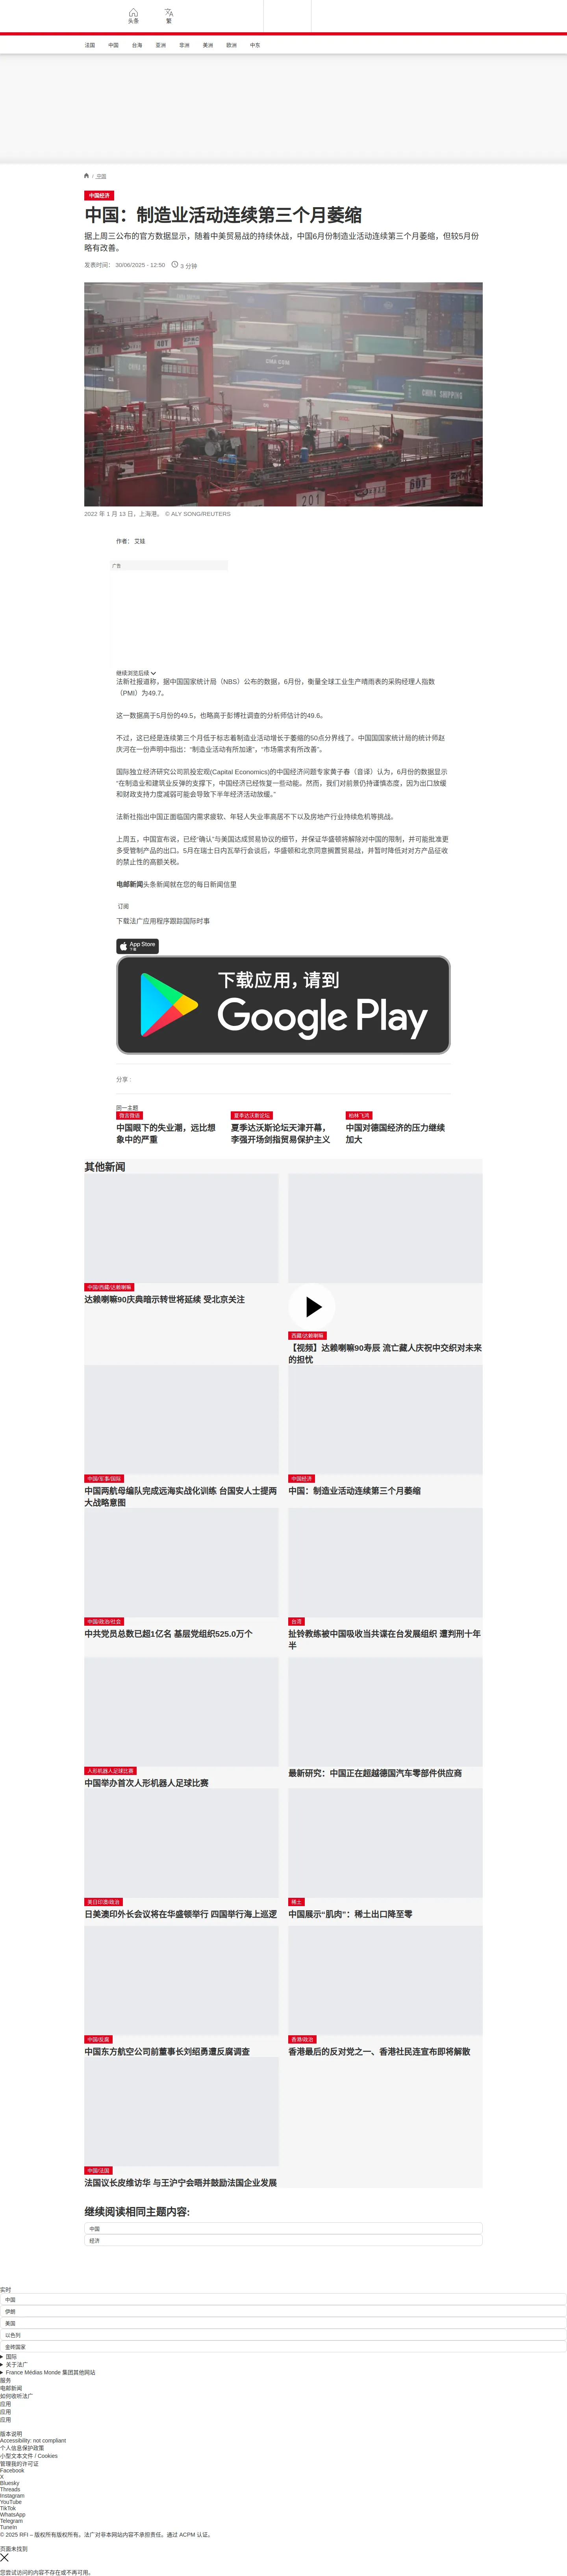 头条
繁
法国 中国 台海 亚洲 非洲 美洲 欧洲 中东
/ 中国
中国经济
中国：制造业活动连续第三个月萎缩
据上周三公布的官方数据显示，随着中美贸易战的持续休战，中国6月份制造业活动连续第三个月萎缩，但较5月份
略有改善。
发表时间： 30/06/2025 - 12:50 3 分钟
CHINA SHIPPING
201
2022 年 1 月 13 日，上海港。 © ALY SONG/REUTERS
作者： 艾娃
广告
继续浏览后续
法新社报道称，据中国国家统计局（NBS）公布的数据，6月份，衡量全球工业生产晴雨表的采购经理人指数
（PMI）为49.7。
这一数据高于5月份的49.5，也略高于彭博社调查的分析师估计的49.6。
不过，这已经是连续第三个月低于标志着制造业活动增长于萎缩的50点分界线了。中国国国家统计局的统计师赵
庆河在一份声明中指出：“制造业活动有所加速”，“市场需求有所改善”。
国际独立经济研究公司凯投宏观(Capital Economics)的中国经济问题专家黄子春（音译）认为，6月份的数据显示
“在制造业和建筑业反弹的支撑下，中国经济已经恢复一些动能。然而，我们对前景仍持谨慎态度，因为出口放缓
和财政支持力度减弱可能会导致下半年经济活动放缓。”
法新社指出中国正面临国内需求疲软、年轻人失业率高居不下以及房地产行业持续危机等挑战。
上周五，中国宣布说，已经“确认”与美国达成贸易协议的细节，并保证华盛顿将解除对中国的限制，并可能批准更
多受管制产品的出口。5月在瑞士日内瓦举行会谈后，华盛顿和北京同意搁置贸易战，并暂时降低对对方产品征收
的禁止性的高额关税。
电邮新闻头条新闻就在您的每日新闻信里
订阅
下载法广应用程序跟踪国际时事
App Store
下载
下载应用，请到
Google Play
分享 :
同一主题
微言微语
中国眼下的失业潮，远比想
象中的严重
夏季达沃斯论坛
夏季达沃斯论坛天津开幕，
李强开场剑指贸易保护主义
柏林飞鸿
中国对德国经济的压力继续
加大
其他新闻
中国/西藏/达赖喇嘛
达赖喇嘛90庆典暗示转世将延续 受北京关注
西藏/达赖喇嘛
【视频】达赖喇嘛90寿辰 流亡藏人庆祝中交织对未来
的担忧
中国/军事/国际
中国两航母编队完成远海实战化训练 台国安人士提两
大战略意图
中国经济
中国：制造业活动连续第三个月萎缩
中国/政治/社会
中共党员总数已超1亿名 基层党组织525.0万个
台湾
扯铃教练被中国吸收当共谍在台发展组织 遭判刑十年
半
人形机器人足球比赛
中国举办首次人形机器人足球比赛
最新研究：中国正在超越德国汽车零部件供应商
美日印澳/政治
日美澳印外长会议将在华盛顿举行 四国举行海上巡逻
稀土
中国展示“肌肉”：稀土出口降至零
中国/反腐
中国东方航空公司前董事长刘绍勇遭反腐调查
香港/政治
香港最后的反对党之一、香港社民连宣布即将解散
中国/法国
法国议长皮维访华 与王沪宁会晤并鼓励法国企业发展
继续阅读相同主题内容:
中国
经济
实时
中国
伊朗
美国
以色列
金砖国家
国际
关于法广
France Médias Monde 集团其他网站
服务
电邮新闻
如何收听法广
应用
应用
应用
版本说明
Accessibility: not compliant
个人信息保护政策
小型文本文件 / Cookies
管理我的许可证
Facebook
X
Bluesky
Threads
Instagram
YouTube
TikTok
WhatsApp
Telegram
TuneIn
© 2025 RFI – 版权所有版权所有。法广对非本网站内容不承担责任。通过 ACPM 认证。
页面未找到
您尝试访问的内容不存在或不再可用。